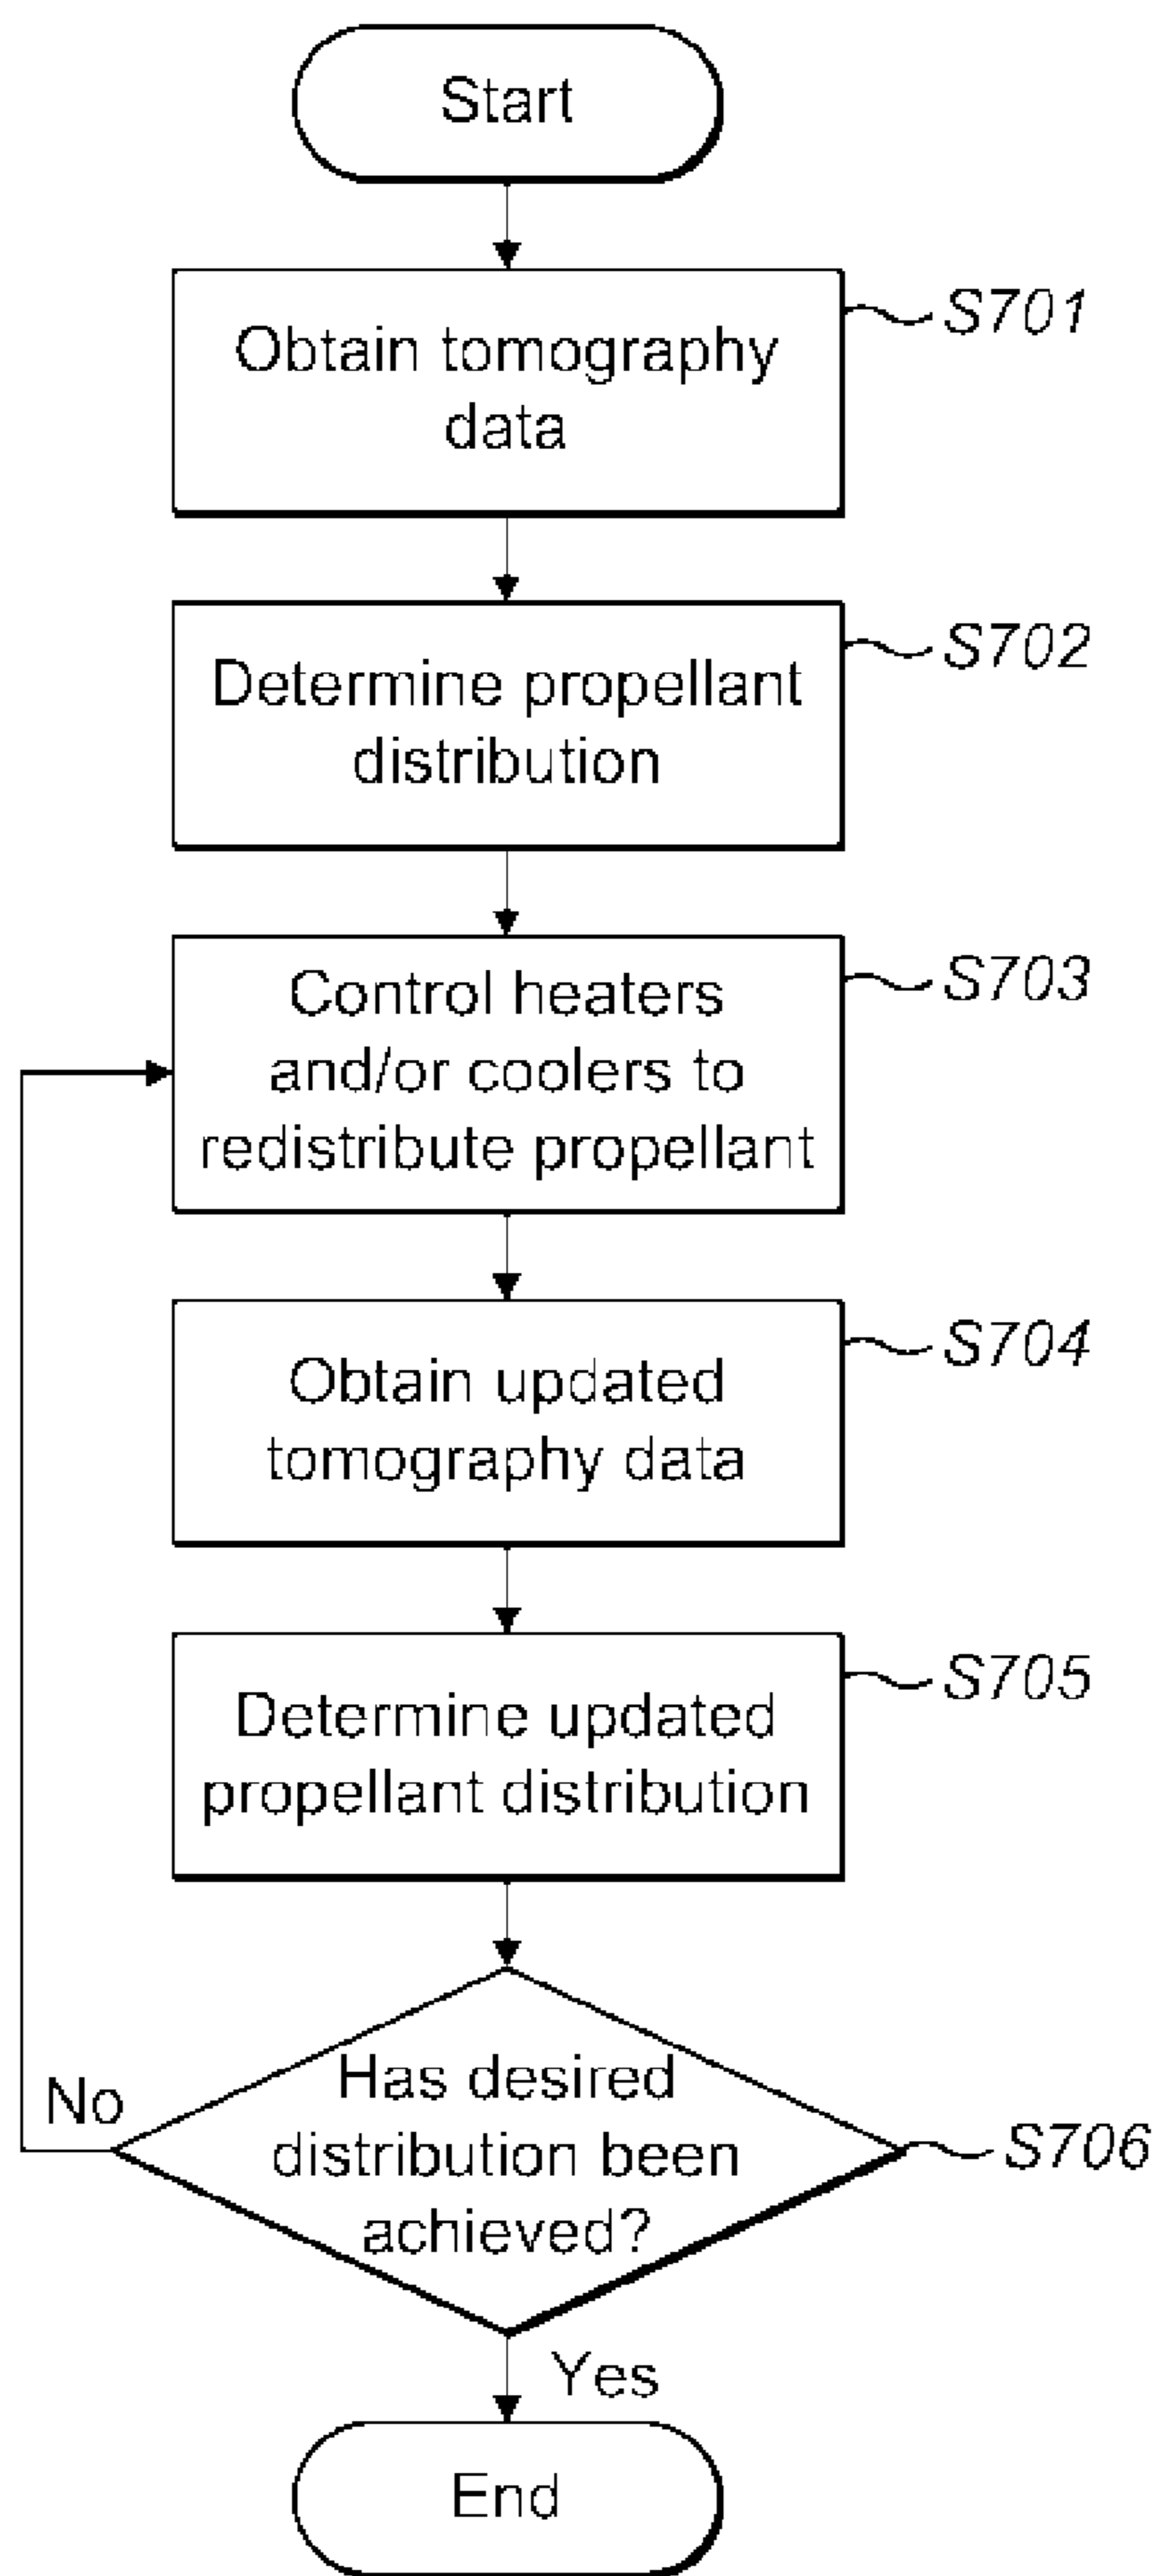 Start
Obtain tomography
data
S701
Determine propellant
distribution
S702
Control heaters
and/or coolers to
redistribute propellant
S703
Obtain updated
tomography data
S704
Determine updated
propellant distribution
S705
Has desired
distribution been
achieved?
S706
No
Yes
End